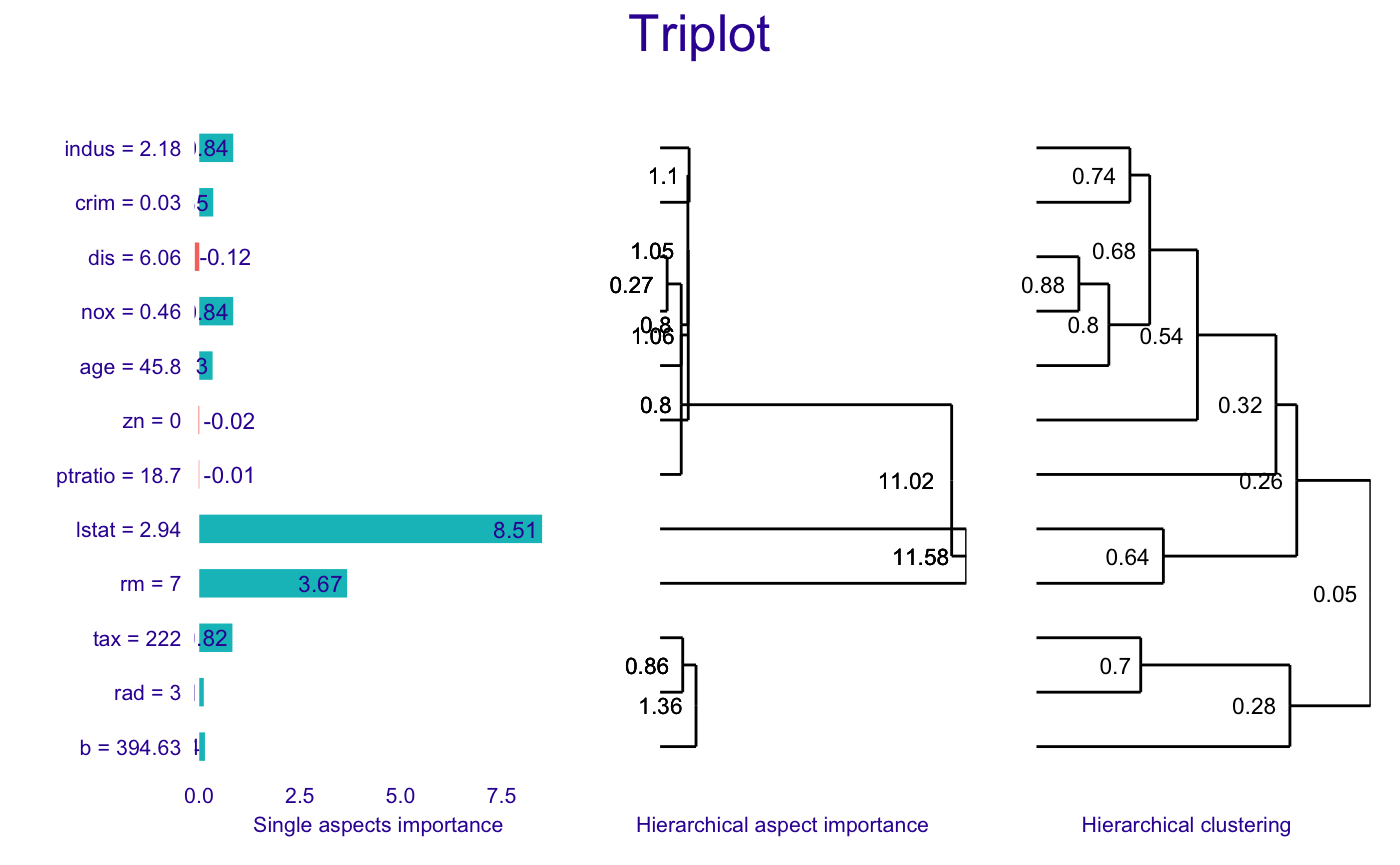 Triplot
indus = 2.18
crim = 0.03
dis = 6.06
nox = 0.46
age = 45.8
zn = 0
ptratio = 18.7
lstat = 2.94
rm = 7
tax = 222
rad = 3
b = 394.63
.84
5
-0.12
.84
3
-0.02
-0.01
8.51
3.67
.82
0.0 2.5 5.0 7.5
Single aspects importance
1.1
1.05
0.27
0.8
1.06
0.8
11.02
11.58
0.86
1.36
Hierarchical aspect importance
0.74
0.68
0.88
0.8
0.54
0.32
0.26
0.64
0.05
0.7
0.28
Hierarchical clustering